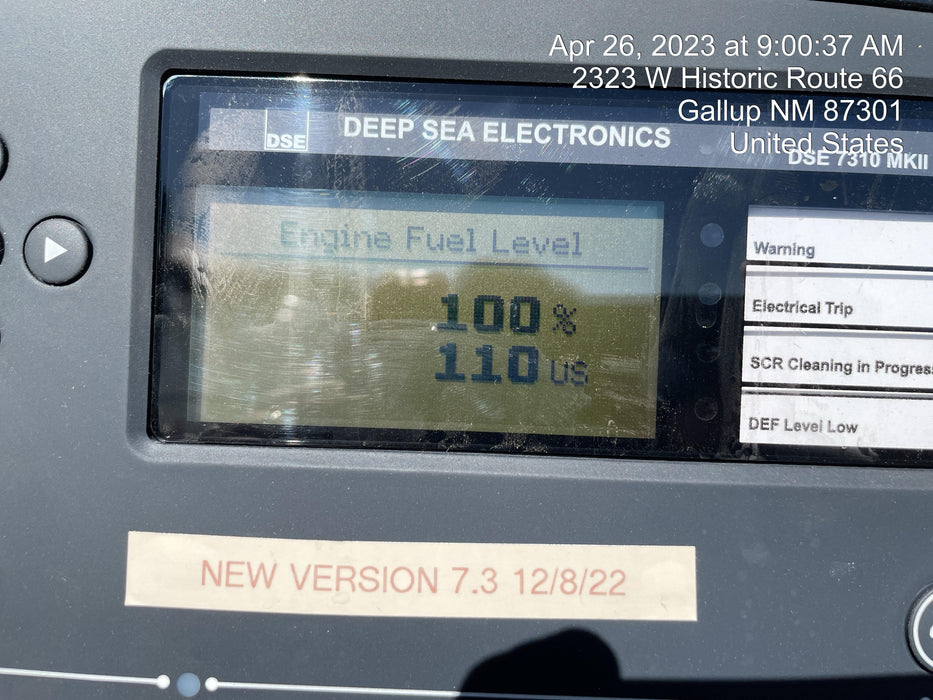 Apr 26, 2023 at 9:00:37 AM
2323 W Historic Route 66
Gallup NM 87301
United States
DSE
DEEP SEA ELECTRONICS
DSE 7310 MKII
Engine Fuel Level
100 %
110 US
Warning
Electrical Trip
SCR Cleaning in Progress
DEF Level Low
NEW VERSION 7.3 12/8/22